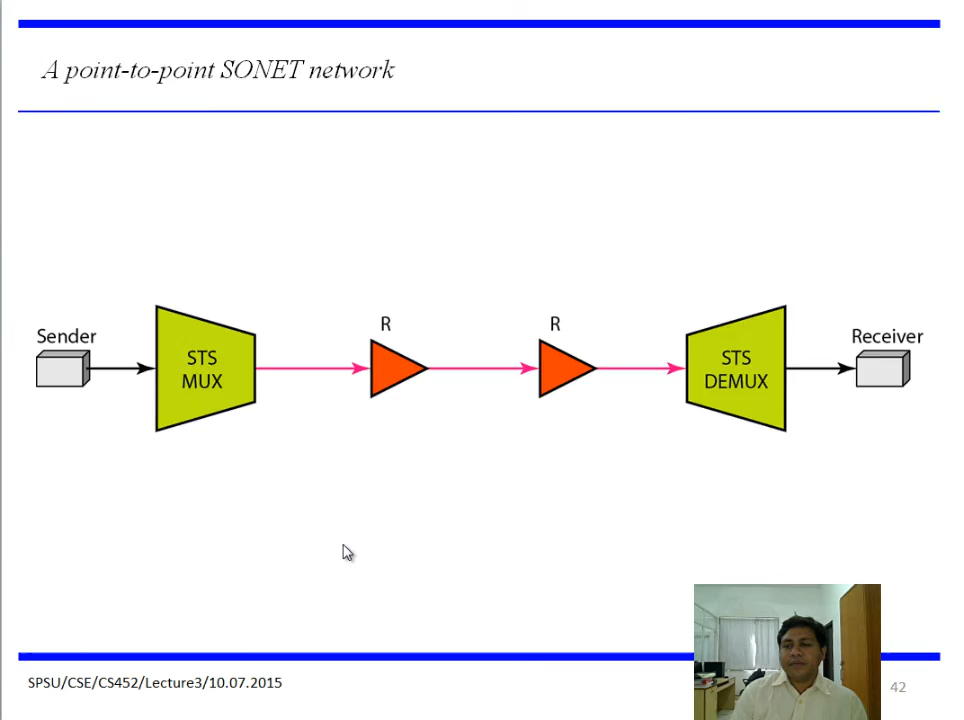 A point-to-point SONET network
R
R
Sender
Receiver
STS
MUX
STS
DEMUX
SPSU/CSE/CS452/Lecture3/10.07.2015
42